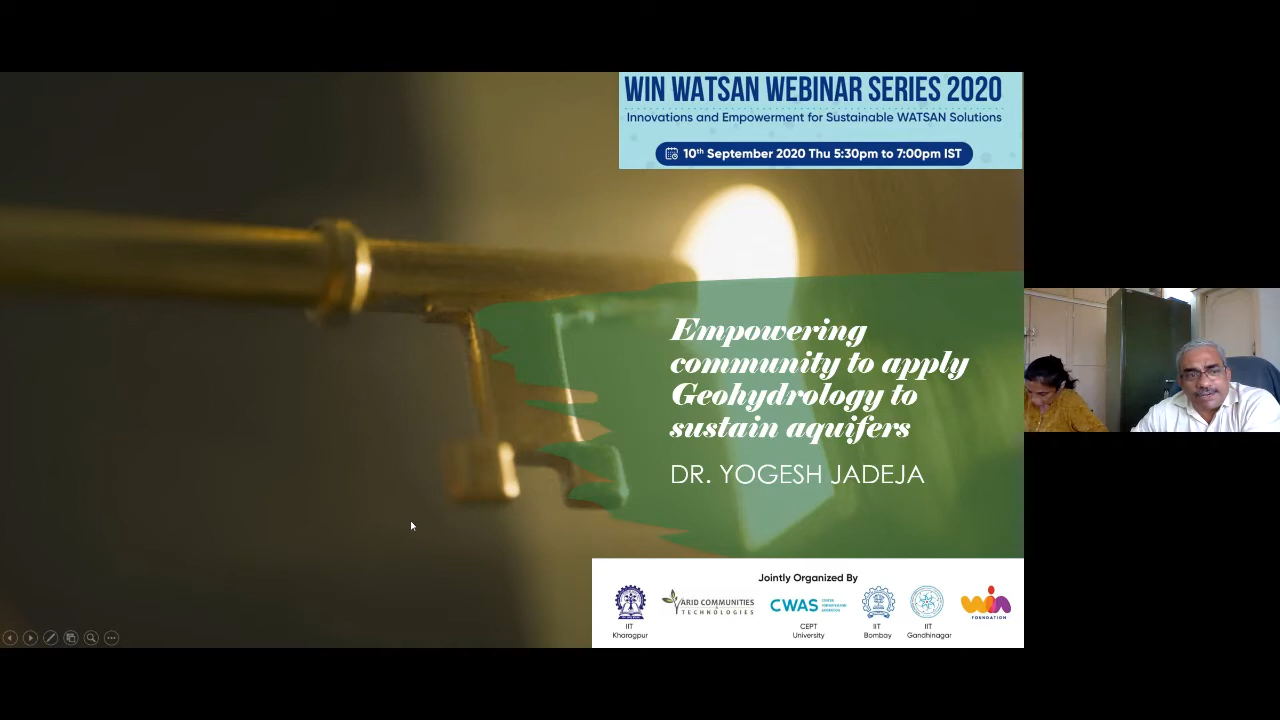 WIN WATSAN WEBINAR SERIES 2020
Innovations and Empowerment for Sustainable WATSAN Solutions
10th September 2020 Thu 5:30pm to 7:00pm IST
Empowering
community to apply
Geohydrology to
sustain aquifers
DR. YOGESH JADEJA
Jointly Organized By
ARID COMMUNITIES
TECHNOLOGIES
CWAS
win
FOUNDATION
IIT
Kharagpur
CEPT
University
IIT
Bombay
IIT
Gandhinagar